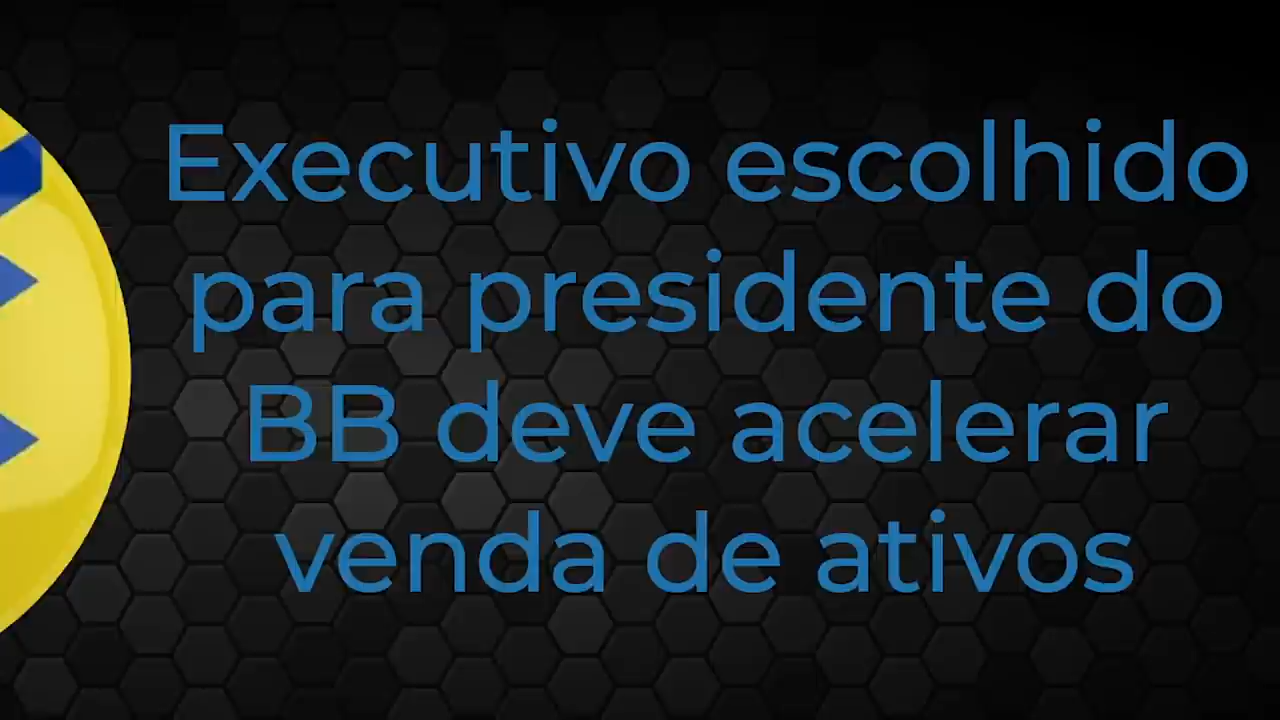 Executivo escolhido
para presidente do
BB deve acelerar
venda de ativos